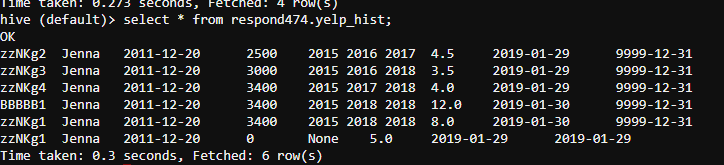 Time taken: 0.273 seconds, Fetched: 4 row(s)
hive (default)> select * from respond474.yelp_hist;
OK
zzNKg2 Jenna 2011-12-20 2500 2015 2016 2017 4.5 2019-01-29 9999-12-31
zzNKg3 Jenna 2011-12-20 3000 2015 2016 2018 3.5 2019-01-29 9999-12-31
zzNKg4 Jenna 2011-12-20 3400 2015 2017 2018 4.0 2019-01-29 9999-12-31
BBBBB1 Jenna 2011-12-20 3400 2015 2018 2018 12.0 2019-01-30 9999-12-31
zzNKg1 Jenna 2011-12-20 3400 2015 2018 2018 8.0 2019-01-30 9999-12-31
zzNKg1 Jenna 2011-12-20 0 None 5.0 2019-01-29 2019-01-29
Time taken: 0.3 seconds, Fetched: 6 row(s)